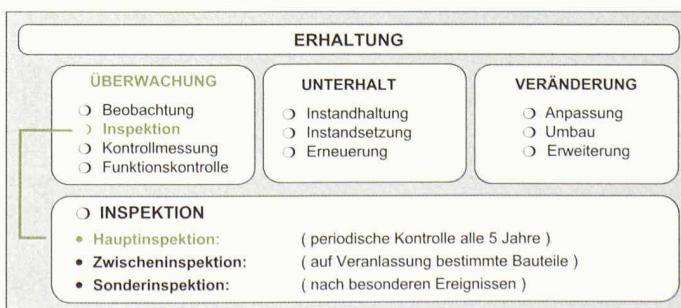 ERHALTUNG
ÜBERWACHUNG
❍ Beobachtung
❍ Inspektion
❍ Kontrollmessung
❍ Funktionskontrolle
UNTERHALT
❍ Instandhaltung
❍ Instandsetzung
❍ Erneuerung
VERÄNDERUNG
❍ Anpassung
❍ Umbau
❍ Erweiterung
❍ INSPEKTION
• Hauptinspektion: ( periodische Kontrolle alle 5 Jahre )
• Zwischeninspektion: ( auf Veranlassung bestimmte Bauteile )
• Sonderinspektion: ( nach besonderen Ereignissen )